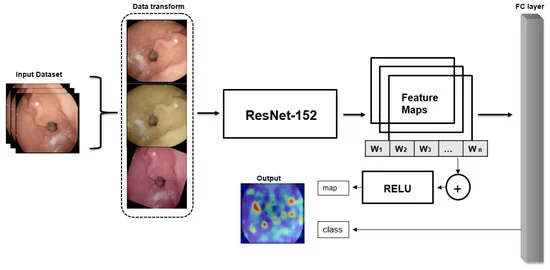 Data transform
FC layer
Input Dataset
ResNet-152
Feature
Maps
W1 W2 W3 ... Wn
Output
map
RELU
+
class